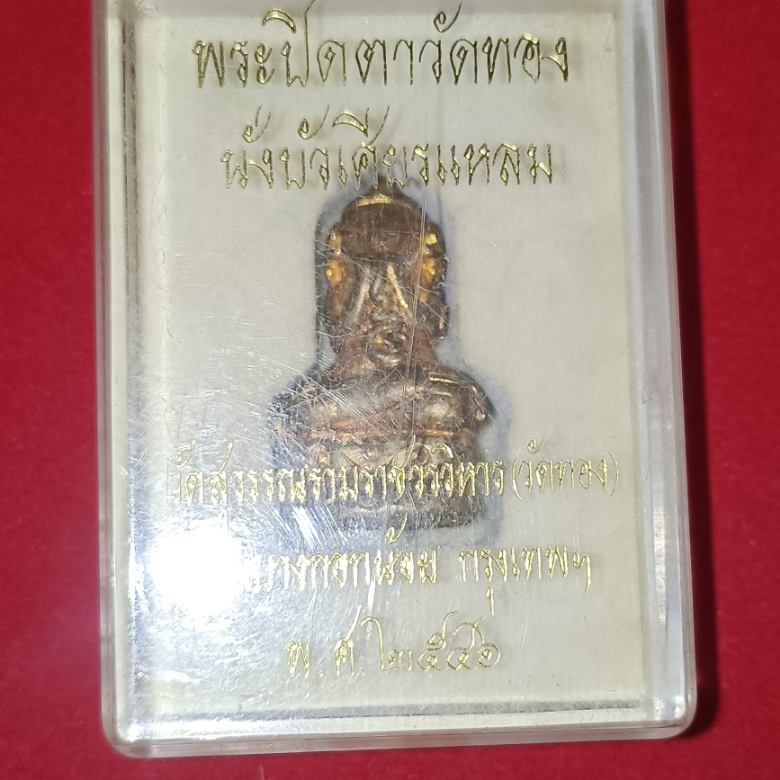 พระปิดตาวัดทอง
นั่งบัวเศียรแหลม
วัดสุวรรณารามราชวรวิหาร (วัดทอง)
บางกอกน้อย กรุงเทพฯ
พ.ศ.๒๕๔๖